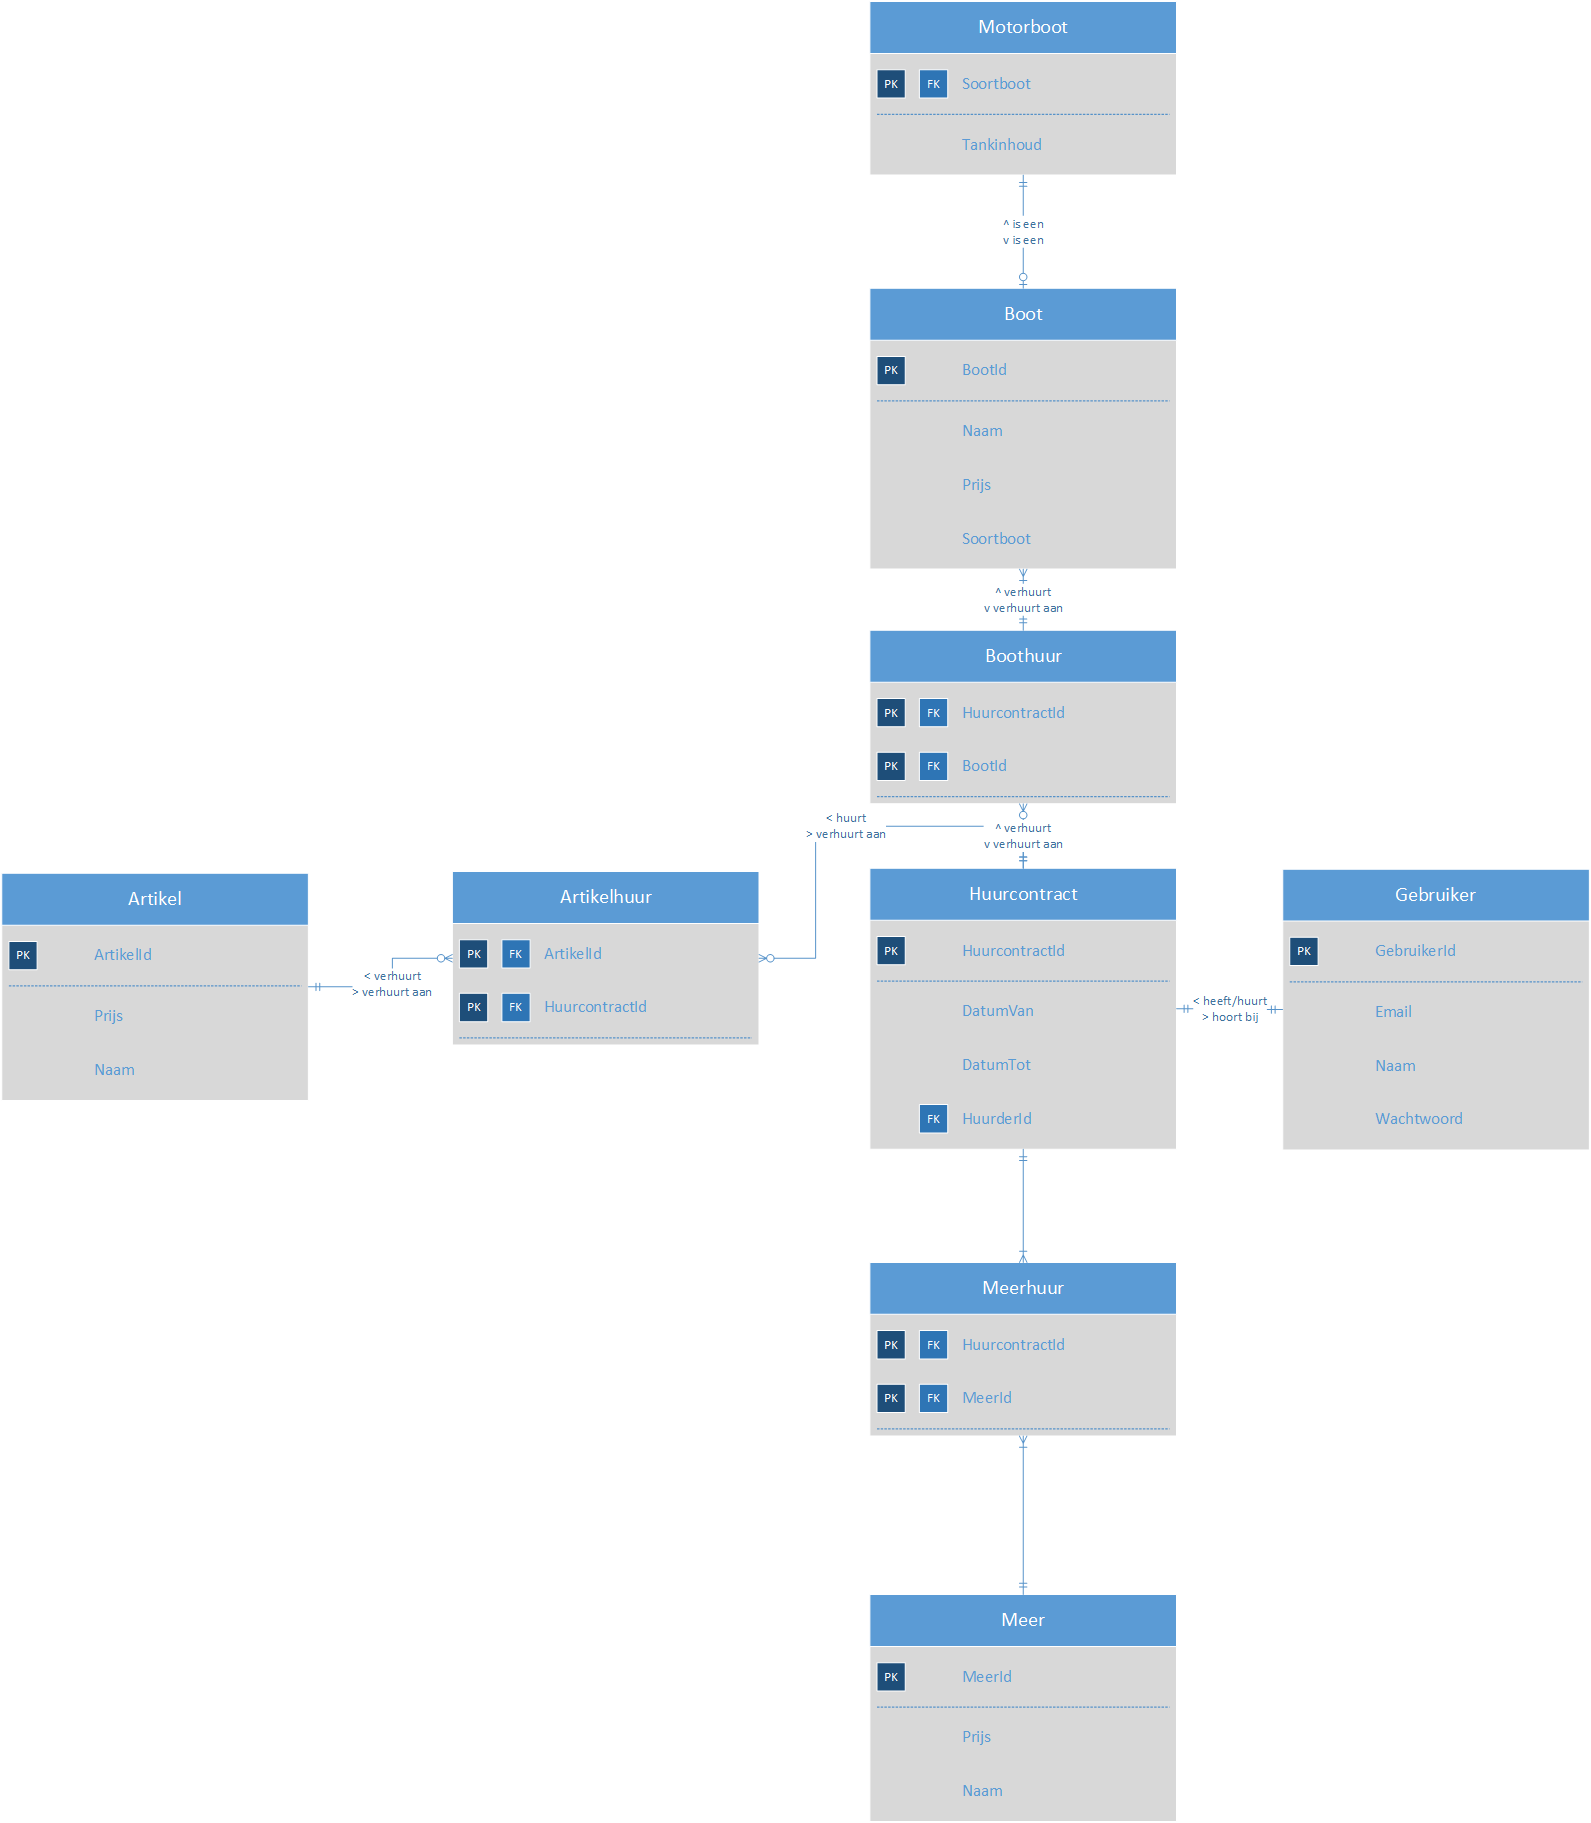 Motorboot
PK FK Soortboot
Tankinhoud
^ is een
v is een
Boot
PK BootId
Naam
Prijs
Soortboot
^ verhuurt
v verhuurt aan
Boothuur
PK FK HuurcontractId
PK FK BootId
< huurt
> verhuurt aan
^ verhuurt
v verhuurt aan
Artikel
PK ArtikelId
Prijs
Naam
< verhuurt
> verhuurt aan
Artikelhuur
PK FK ArtikelId
PK FK HuurcontractId
Huurcontract
PK HuurcontractId
DatumVan
DatumTot
FK HuurderId
< heeft/huurt
> hoort bij
Gebruiker
PK GebruikerId
Email
Naam
Wachtwoord
Meerhuur
PK FK HuurcontractId
PK FK MeerId
Meer
PK MeerId
Prijs
Naam